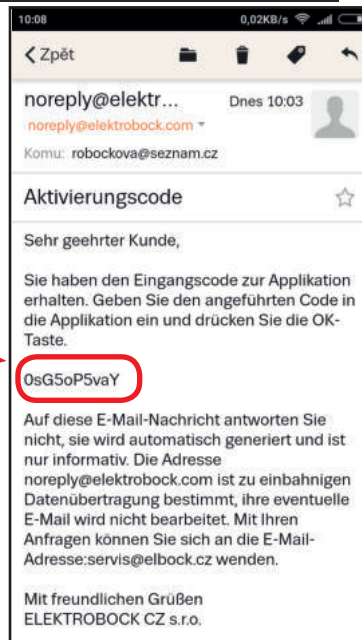 10:08 0,02KB/s
Zpět
noreply@elektr... Dnes 10:03
noreply@elektrobock.com
Komu: robockova@seznam.cz
Aktivierungscode
Sehr geehrter Kunde,
Sie haben den Eingangscode zur Applikation
erhalten. Geben Sie den angeführten Code in
die Applikation ein und drücken Sie die OK-
Taste.
0sG5oP5vaY
Auf diese E-Mail-Nachricht antworten Sie
nicht, sie wird automatisch generiert und ist
nur informativ. Die Adresse
noreply@elektrobock.com ist zu einbahnigen
Datenübertragung bestimmt, ihre eventuelle
E-Mail wird nicht bearbeitet. Mit Ihren
Anfragen können Sie sich an die E-Mail-
Adresse:servis@elbock.cz wenden.
Mit freundlichen Grüßen
ELEKTROBOCK CZ s.r.o.